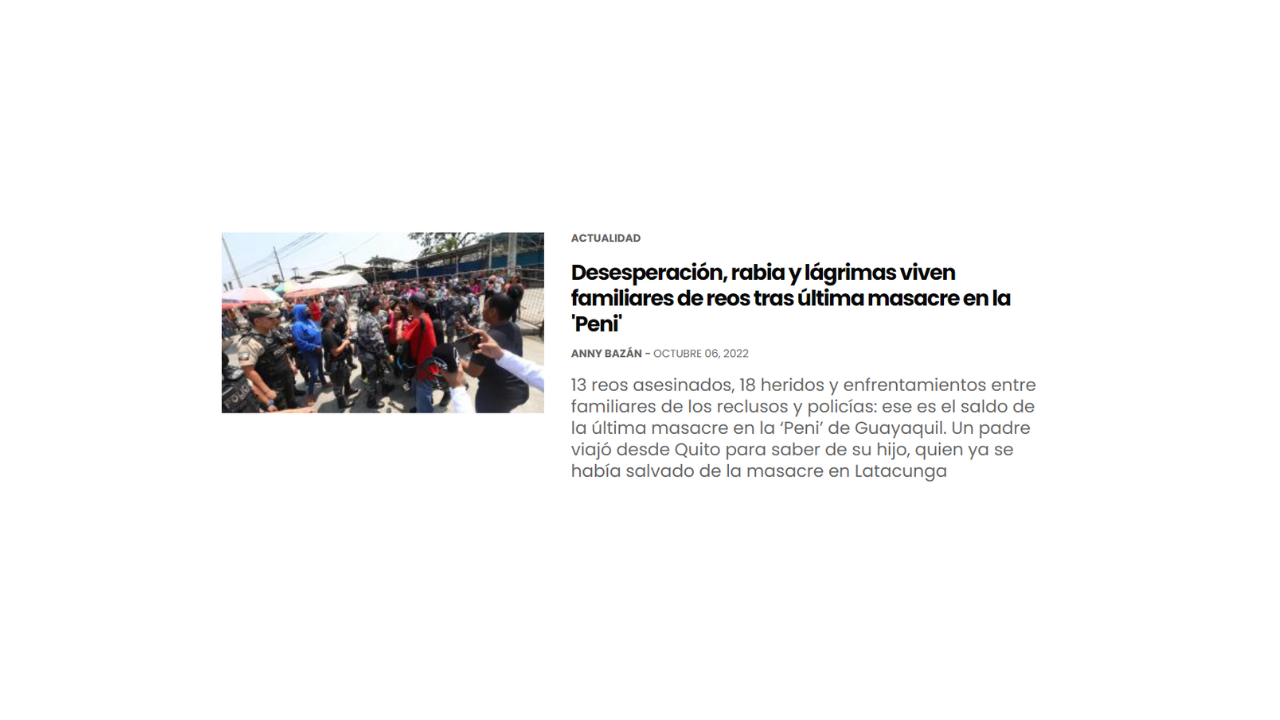 ACTUALIDAD
Desesperación, rabia y lágrimas viven
familiares de reos tras última masacre en la
'Peni'
ANNY BAZÁN - OCTUBRE 06, 2022
13 reos asesinados, 18 heridos y enfrentamientos entre
familiares de los reclusos y policías: ese es el saldo de
la última masacre en la ‘Peni’ de Guayaquil. Un padre
viajó desde Quito para saber de su hijo, quien ya se
había salvado de la masacre en Latacunga